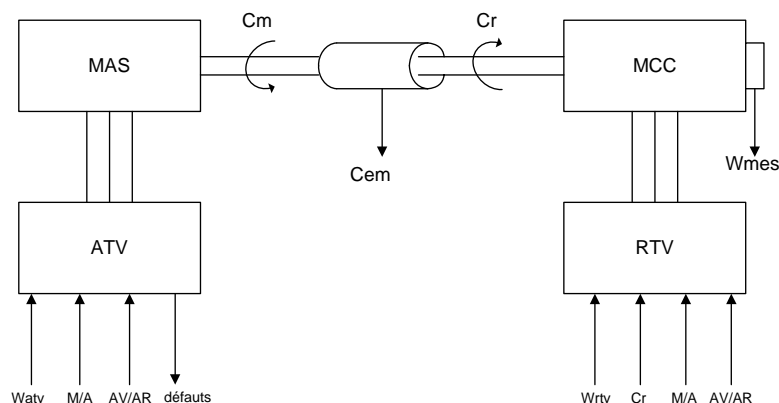 Cm
Cr
MAS
MCC
Cem
Wmes
ATV
RTV
Watv
M/A
AV/AR
défauts
Wrtv
Cr
M/A
AV/AR